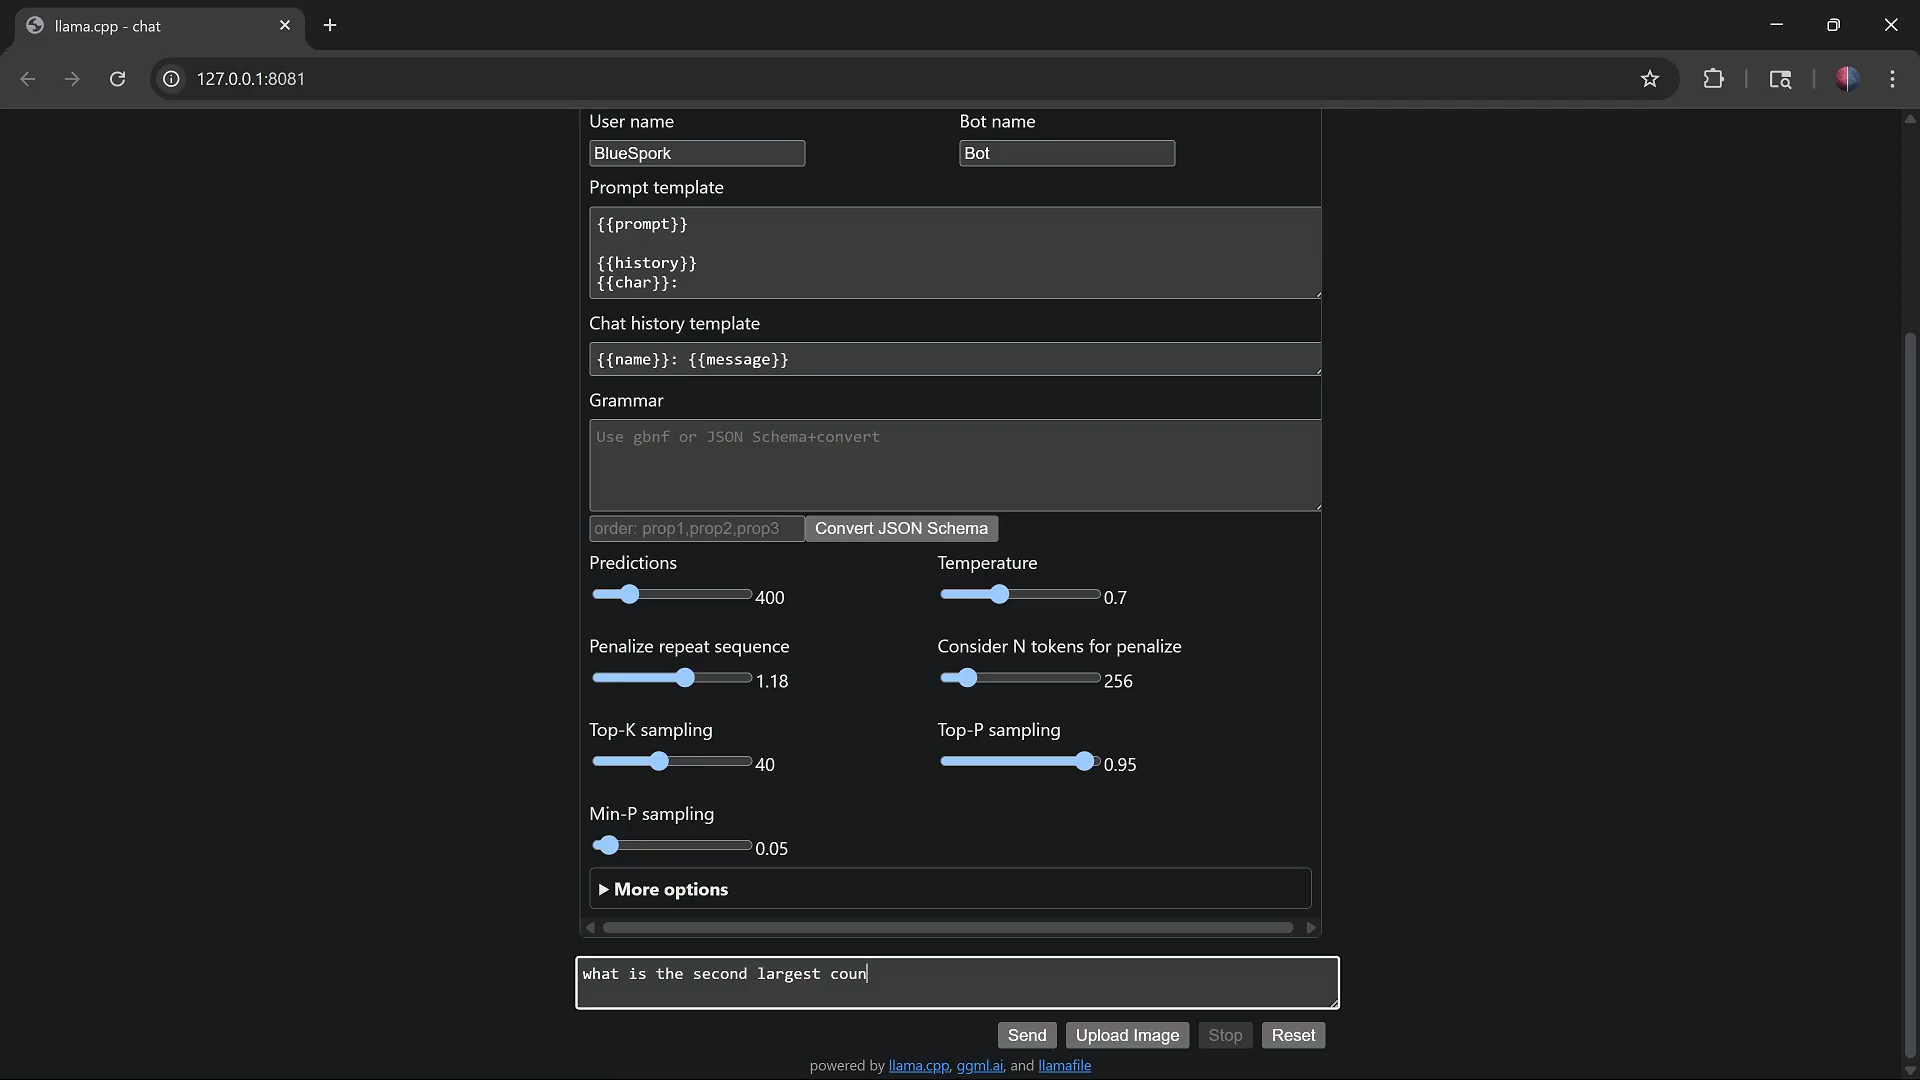 llama.cpp - chat
127.0.0.1:8081
User name
Bot name
BlueSpork
Bot
Prompt template
{{prompt}}
{{history}}
{{char}}:
Chat history template
{{name}}: {{message}}
Grammar
Use gbnf or JSON Schema+convert
order: prop1,prop2,prop3
Convert JSON Schema
Predictions
Temperature
400
0.7
Penalize repeat sequence
Consider N tokens for penalize
1.18
256
Top-K sampling
Top-P sampling
40
0.95
Min-P sampling
0.05
More options
what is the second largest coun
Send
Upload Image
Stop
Reset
powered by llama.cpp, ggml.ai, and llamafile